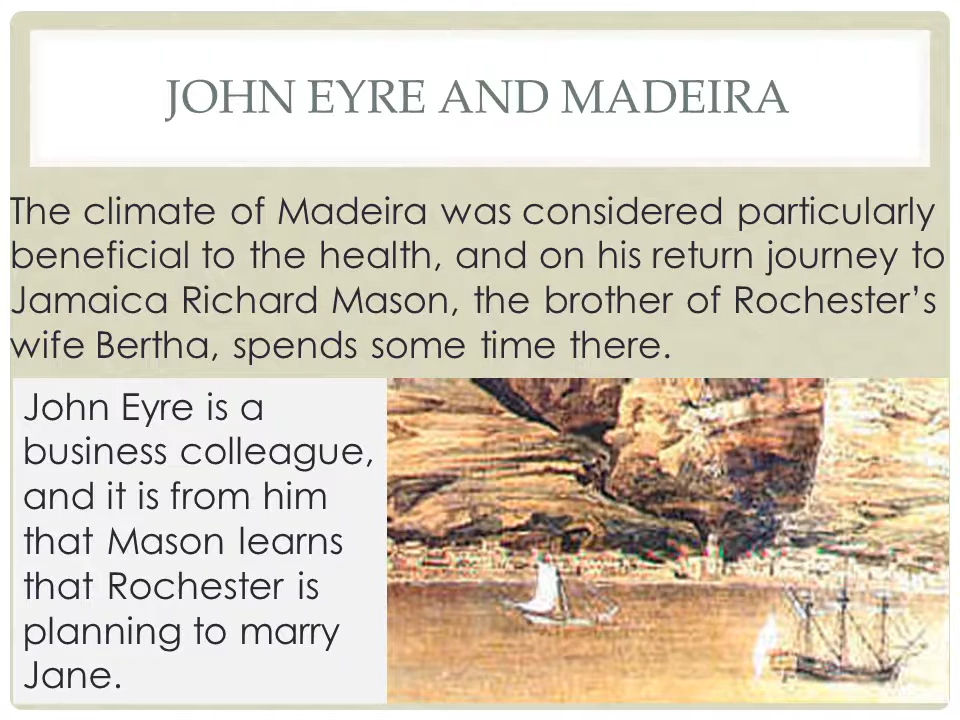 JOHN EYRE AND MADEIRA
The climate of Madeira was considered particularly
beneficial to the health, and on his return journey to
Jamaica Richard Mason, the brother of Rochester’s
wife Bertha, spends some time there.
John Eyre is a
business colleague,
and it is from him
that Mason learns
that Rochester is
planning to marry
Jane.